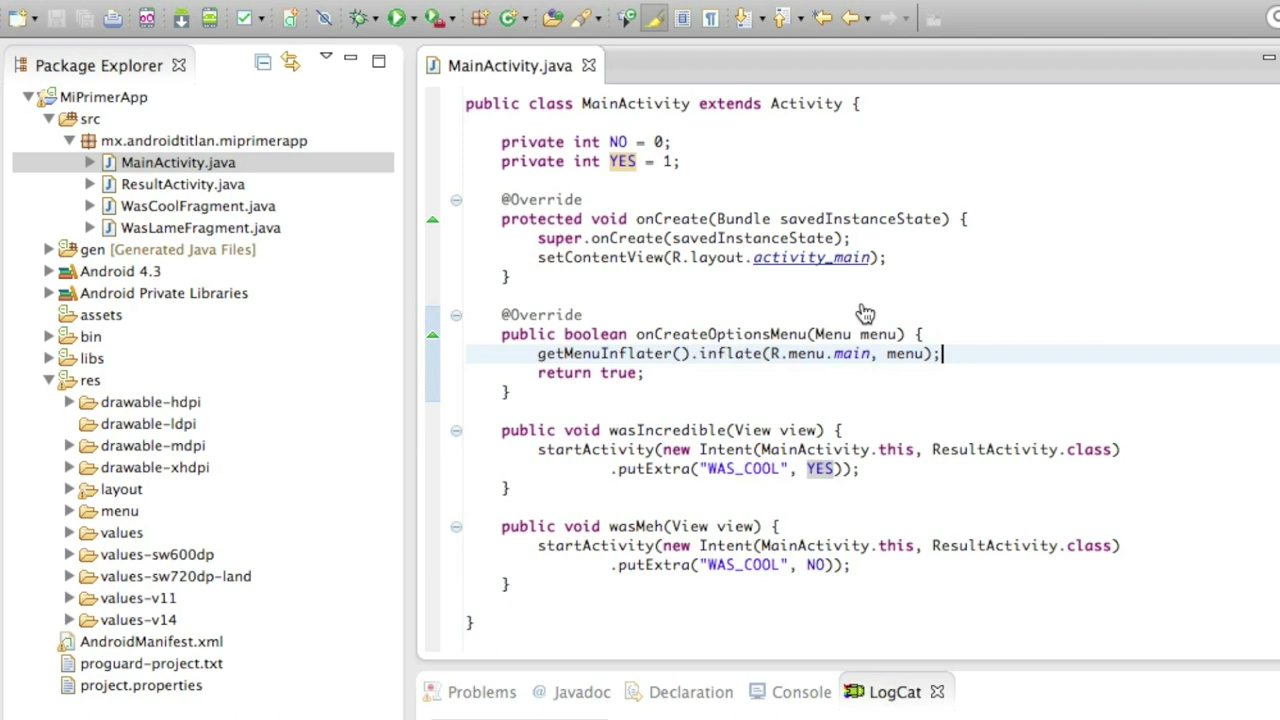 Package Explorer
MiPrimerApp
src
mx.androidtitlan.miprimerapp
MainActivity.java
ResultActivity.java
WasCoolFragment.java
WasLameFragment.java
gen [Generated Java Files]
Android 4.3
Android Private Libraries
assets
bin
libs
res
drawable-hdpi
drawable-ldpi
drawable-mdpi
drawable-xhdpi
layout
menu
values
values-sw600dp
values-sw720dp-land
values-v11
values-v14
AndroidManifest.xml
proguard-project.txt
project.properties
MainActivity.java
public class MainActivity extends Activity {
private int NO = 0;
private int YES = 1;
@Override
protected void onCreate(Bundle savedInstanceState) {
super.onCreate(savedInstanceState);
setContentView(R.layout.activity_main);
}
@Override
public boolean onCreateOptionsMenu(Menu menu) {
getMenuInflater().inflate(R.menu.main, menu);
return true;
}
public void wasIncredible(View view) {
startActivity(new Intent(MainActivity.this, ResultActivity.class)
.putExtra("WAS_COOL", YES));
}
public void wasMeh(View view) {
startActivity(new Intent(MainActivity.this, ResultActivity.class)
.putExtra("WAS_COOL", NO));
}
}
Problems @ Javadoc Declaration Console LogCat